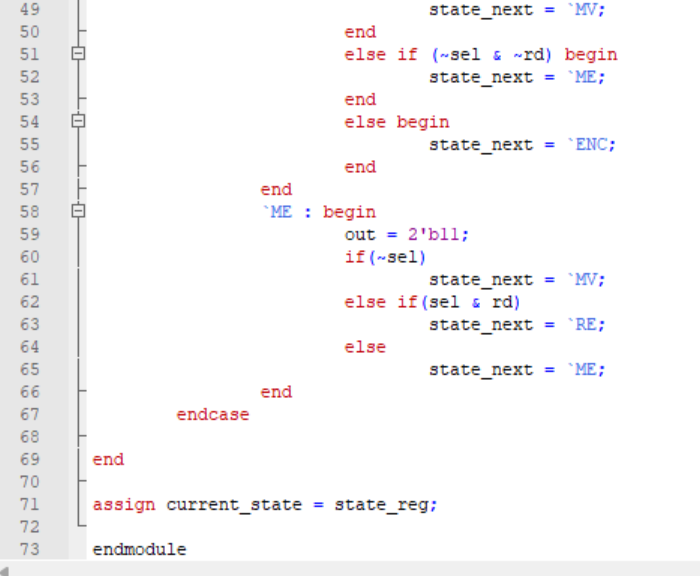 49 state_next = `MV;
50 end
51 else if (~sel & ~rd) begin
52 state_next = `ME;
53 end
54 else begin
55 state_next = `ENC;
56 end
57 end
58 `ME : begin
59 out = 2'b11;
60 if(~sel)
61 state_next = `MV;
62 else if(sel & rd)
63 state_next = `RE;
64 else
65 state_next = `ME;
66 end
67 endcase
68
69 end
70
71 assign current_state = state_reg;
72
73 endmodule